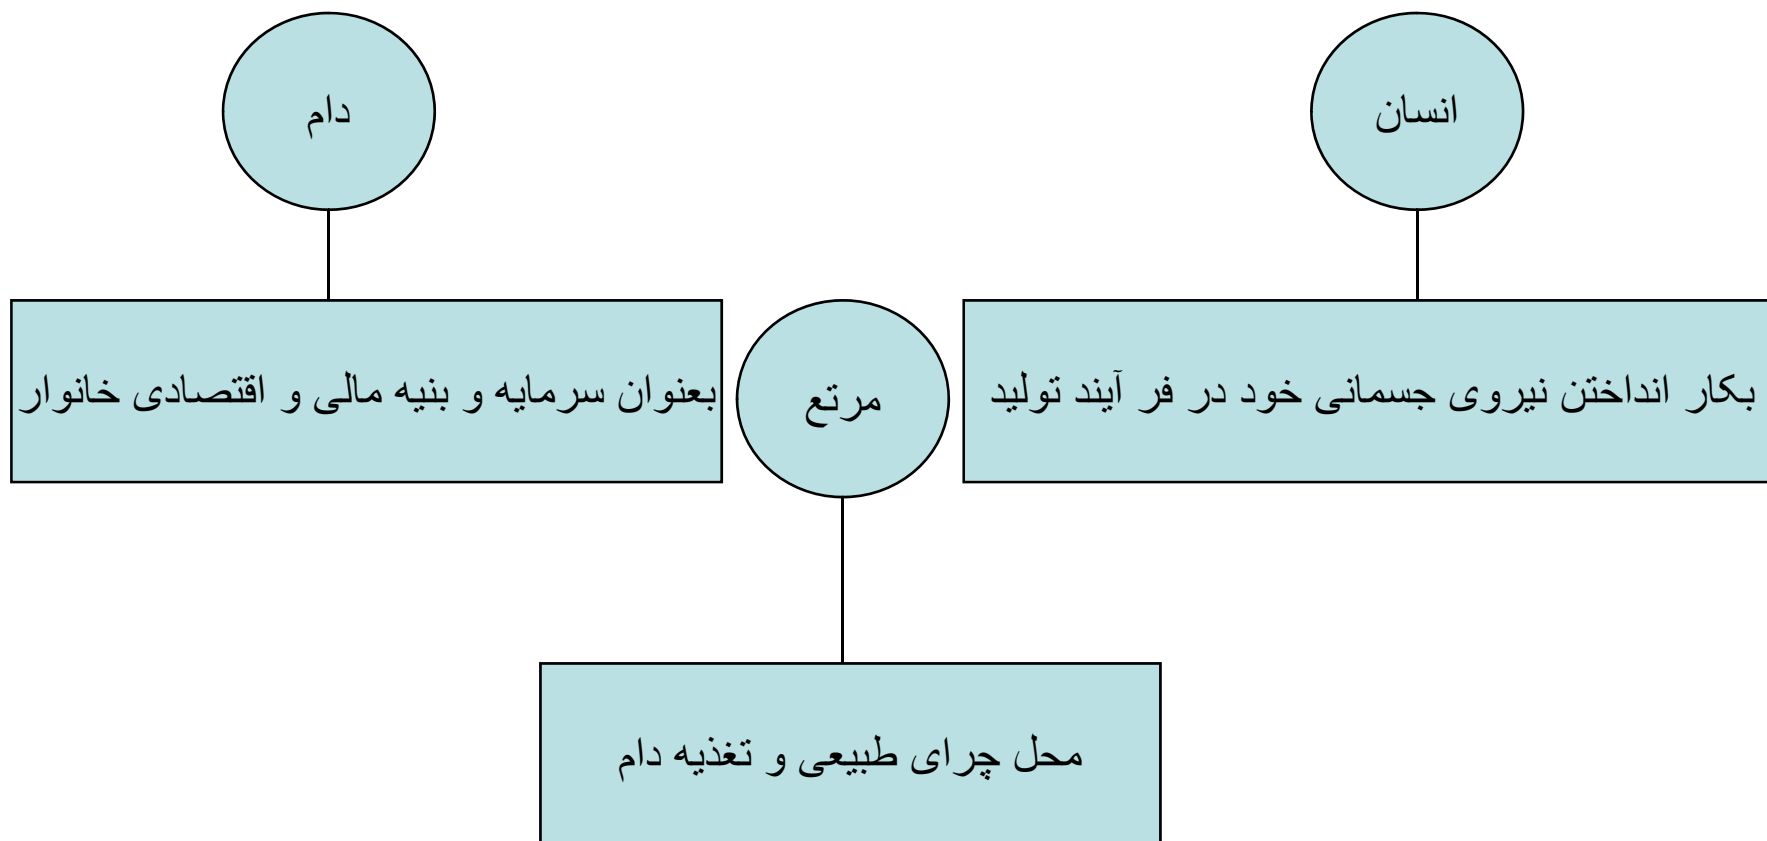 انسان
دام
بکار انداختن نیروی جسمانی خود در فر آیند تولید
مرتع
بعنوان سرمایه و بنیه مالی و اقتصادی خانوار
محل چرای طبیعی و تغذیه دام